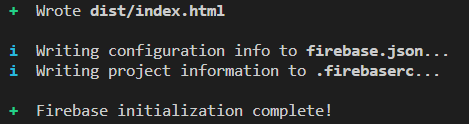 + Wrote dist/index.html
i Writing configuration info to firebase.json...
i Writing project information to .firebaserc...
+ Firebase initialization complete!